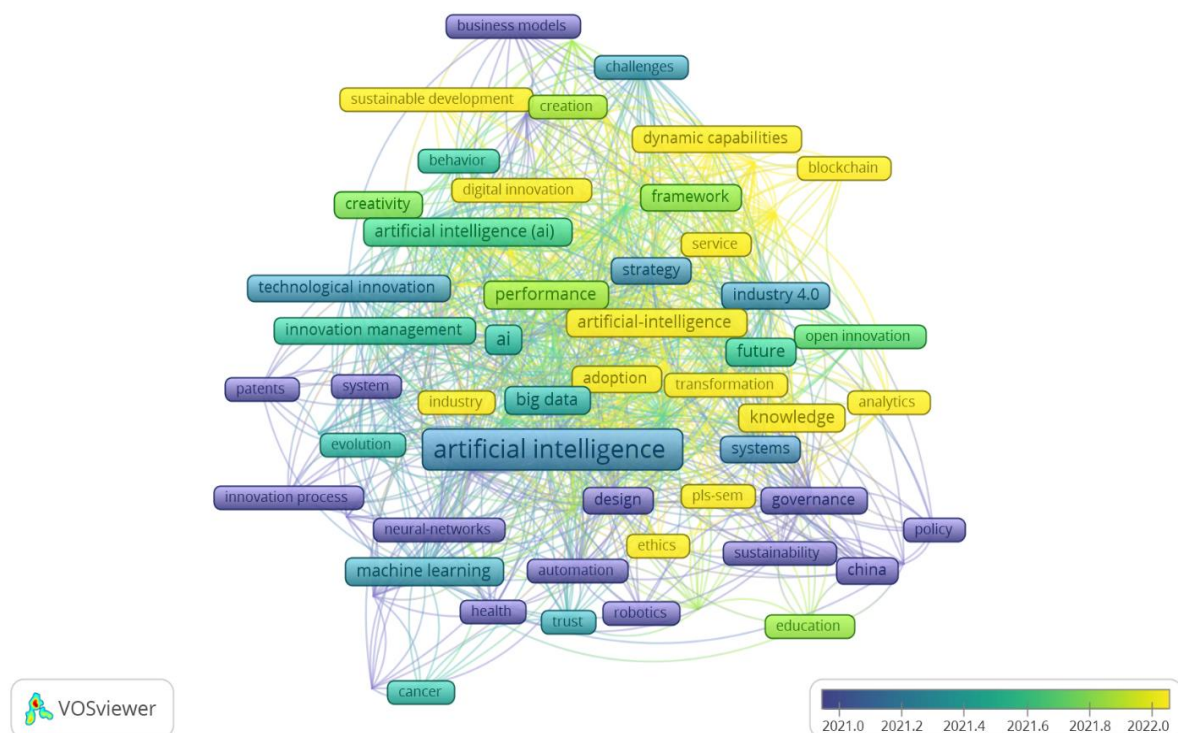 business models
challenges
sustainable development
creation
dynamic capabilities
behavior
blockchain
digital innovation
framework
creativity
artificial intelligence (ai)
service
strategy
technological innovation
performance
industry 4.0
artificial-intelligence
innovation management
ai
open innovation
future
adoption
transformation
patents
system
industry
big data
analytics
knowledge
evolution
artificial intelligence
systems
innovation process
design
pls-sem
governance
neural-networks
policy
ethics
sustainability
machine learning
automation
china
health
trust
robotics
education
cancer
VOSviewer
2021.0 2021.2 2021.4 2021.6 2021.8 2022.0